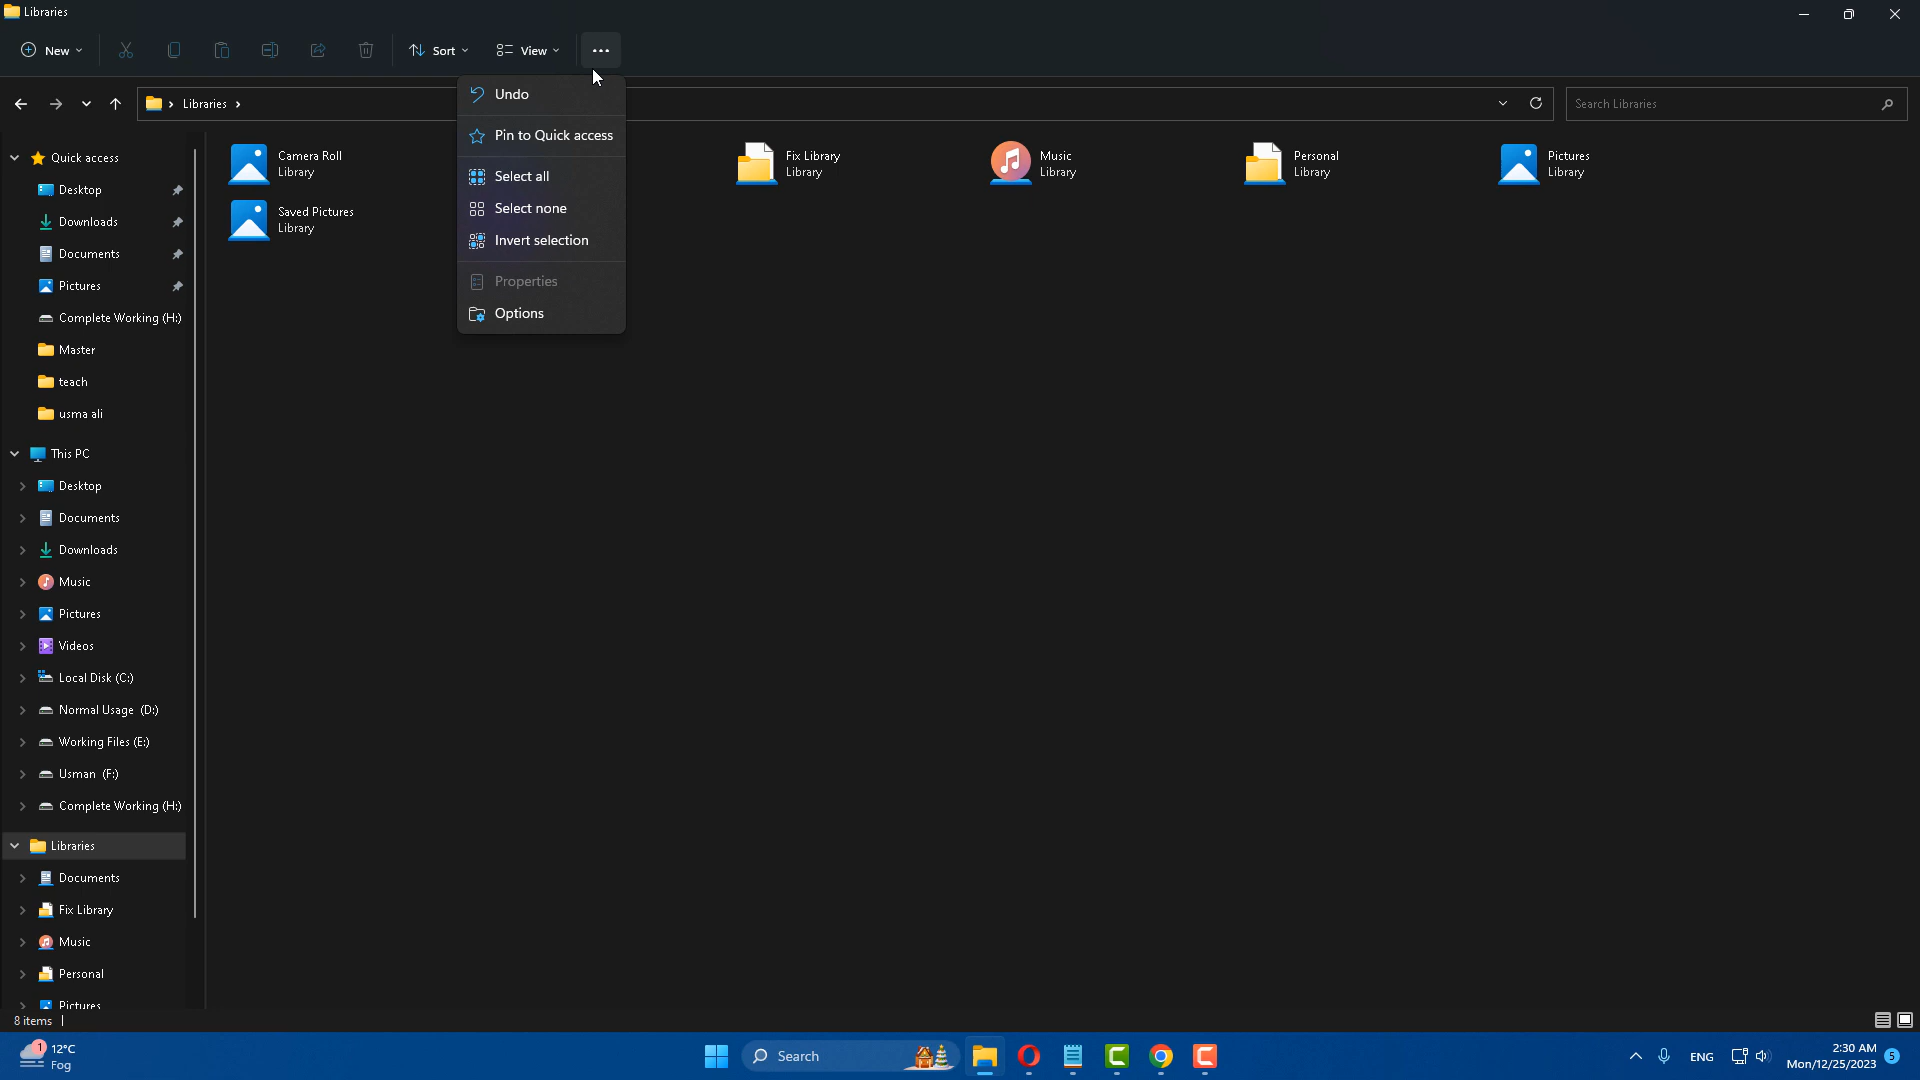 Libraries
New
Sort
View
Libraries
Search Libraries
Undo
Pin to Quick access
Select all
Select none
Invert selection
Properties
Options
Quick access
Desktop
Downloads
Documents
Pictures
Complete Working (H:)
Master
teach
usma ali
This PC
Desktop
Documents
Downloads
Music
Pictures
Videos
Local Disk (C:)
Normal Usage (D:)
Working Files (E:)
Usman (F:)
Complete Working (H:)
Libraries
Documents
Fix Library
Music
Personal
Pictures
Camera Roll
Library
Fix Library
Library
Music
Library
Personal
Library
Pictures
Library
Saved Pictures
Library
8 items
1
12°C
Fog
Search
ENG
2:30 AM
Mon/12/25/2023
5